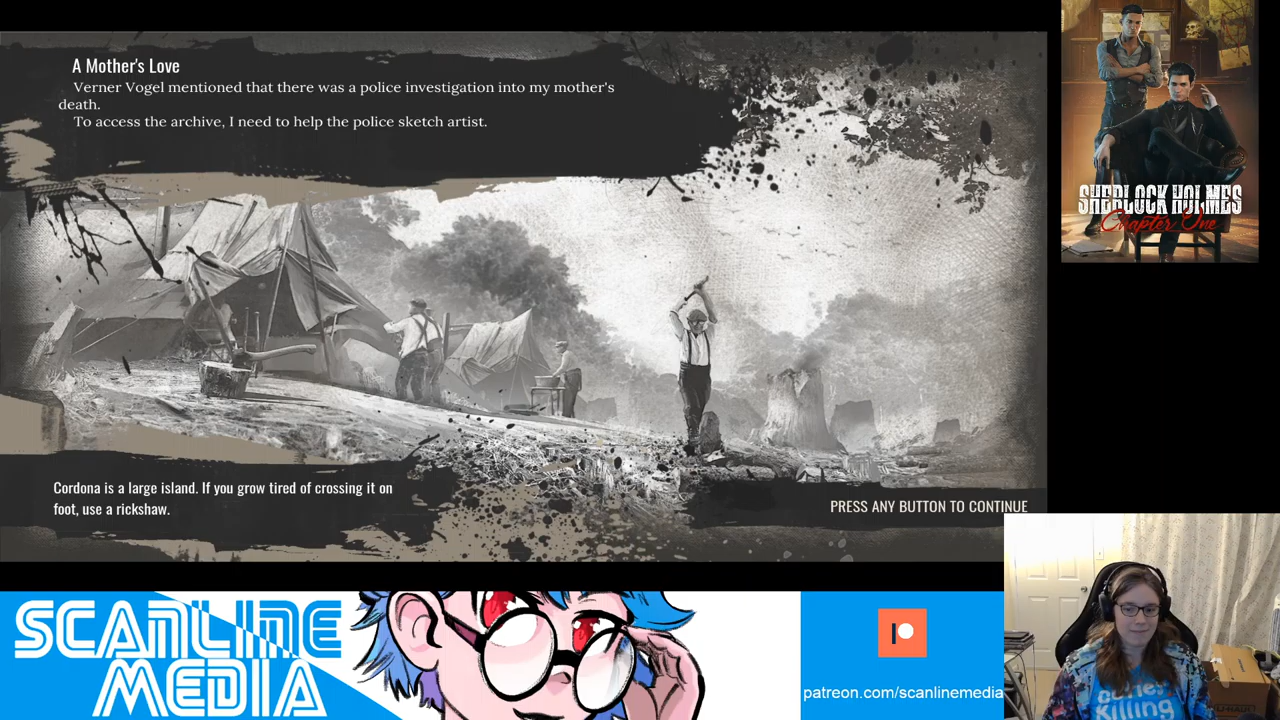 A Mother's Love
Verner Vogel mentioned that there was a police investigation into my mother's
death.
To access the archive, I need to help the police sketch artist.
SHERLOCK HOLMES
Chapter One
Cordona is a large island. If you grow tired of crossing it on
foot, use a rickshaw.
PRESS ANY BUTTON TO CONTINUE
SCANLINE
MEDIA
patreon.com/scanlinemedia
Killing